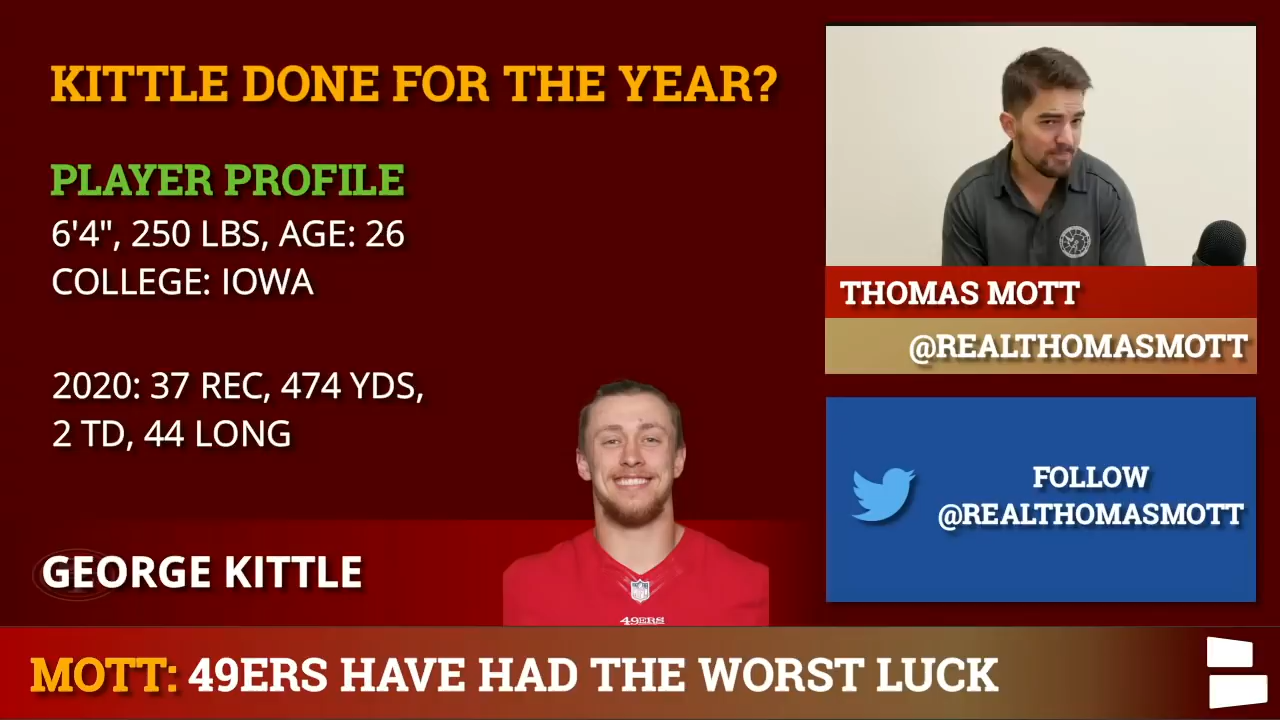 KITTLE DONE FOR THE YEAR?
PLAYER PROFILE
6'4", 250 LBS, AGE: 26
COLLEGE: IOWA
2020: 37 REC, 474 YDS,
2 TD, 44 LONG
GEORGE KITTLE
49ERS
THOMAS MOTT
@REALTHOMASMOTT
FOLLOW
@REALTHOMASMOTT
MOTT: 49ERS HAVE HAD THE WORST LUCK